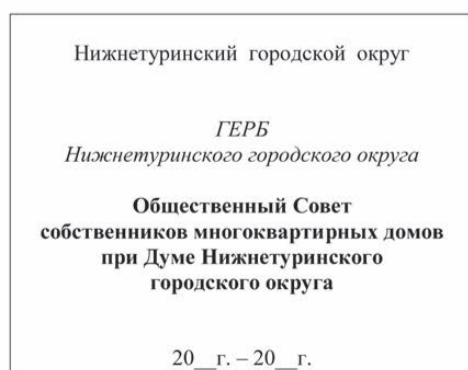 Нижнетуринский городской округ
ГЕРБ
Нижнетуринского городского округа
Общественный Совет
собственников многоквартирных домов
при Думе Нижнетуринского
городского округа
20__г. – 20__г.